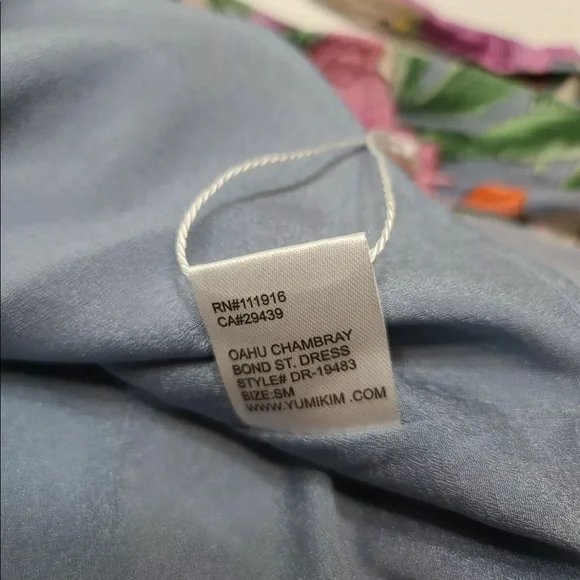 RN#111916
CA#29439
OAHU CHAMBRAY
BOND ST. DRESS
STYLE# DR-19483
SIZE:SM
WWW.YUMIKIM .COM